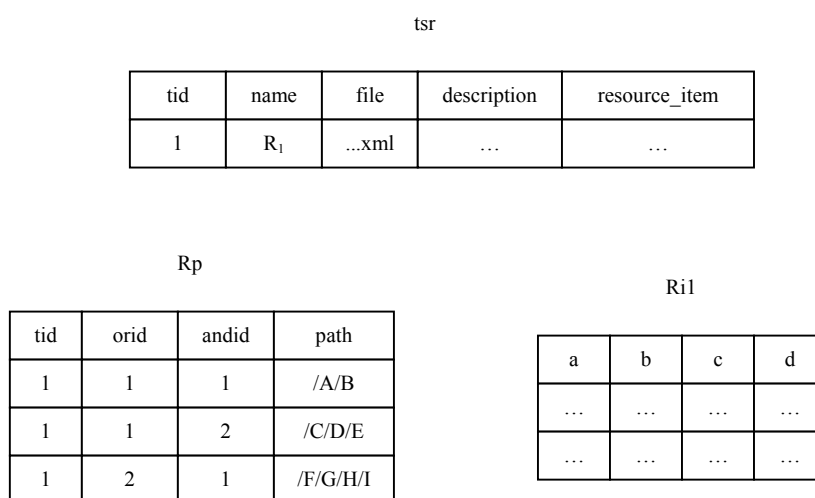 tsr
tid name file description resource_item
1 R₁ ...xml … …
Rp
tid orid andid path
1 1 1 /A/B
1 1 2 /C/D/E
1 2 1 /F/G/H/I
Ri1
a b c d
… … … …
… … … …